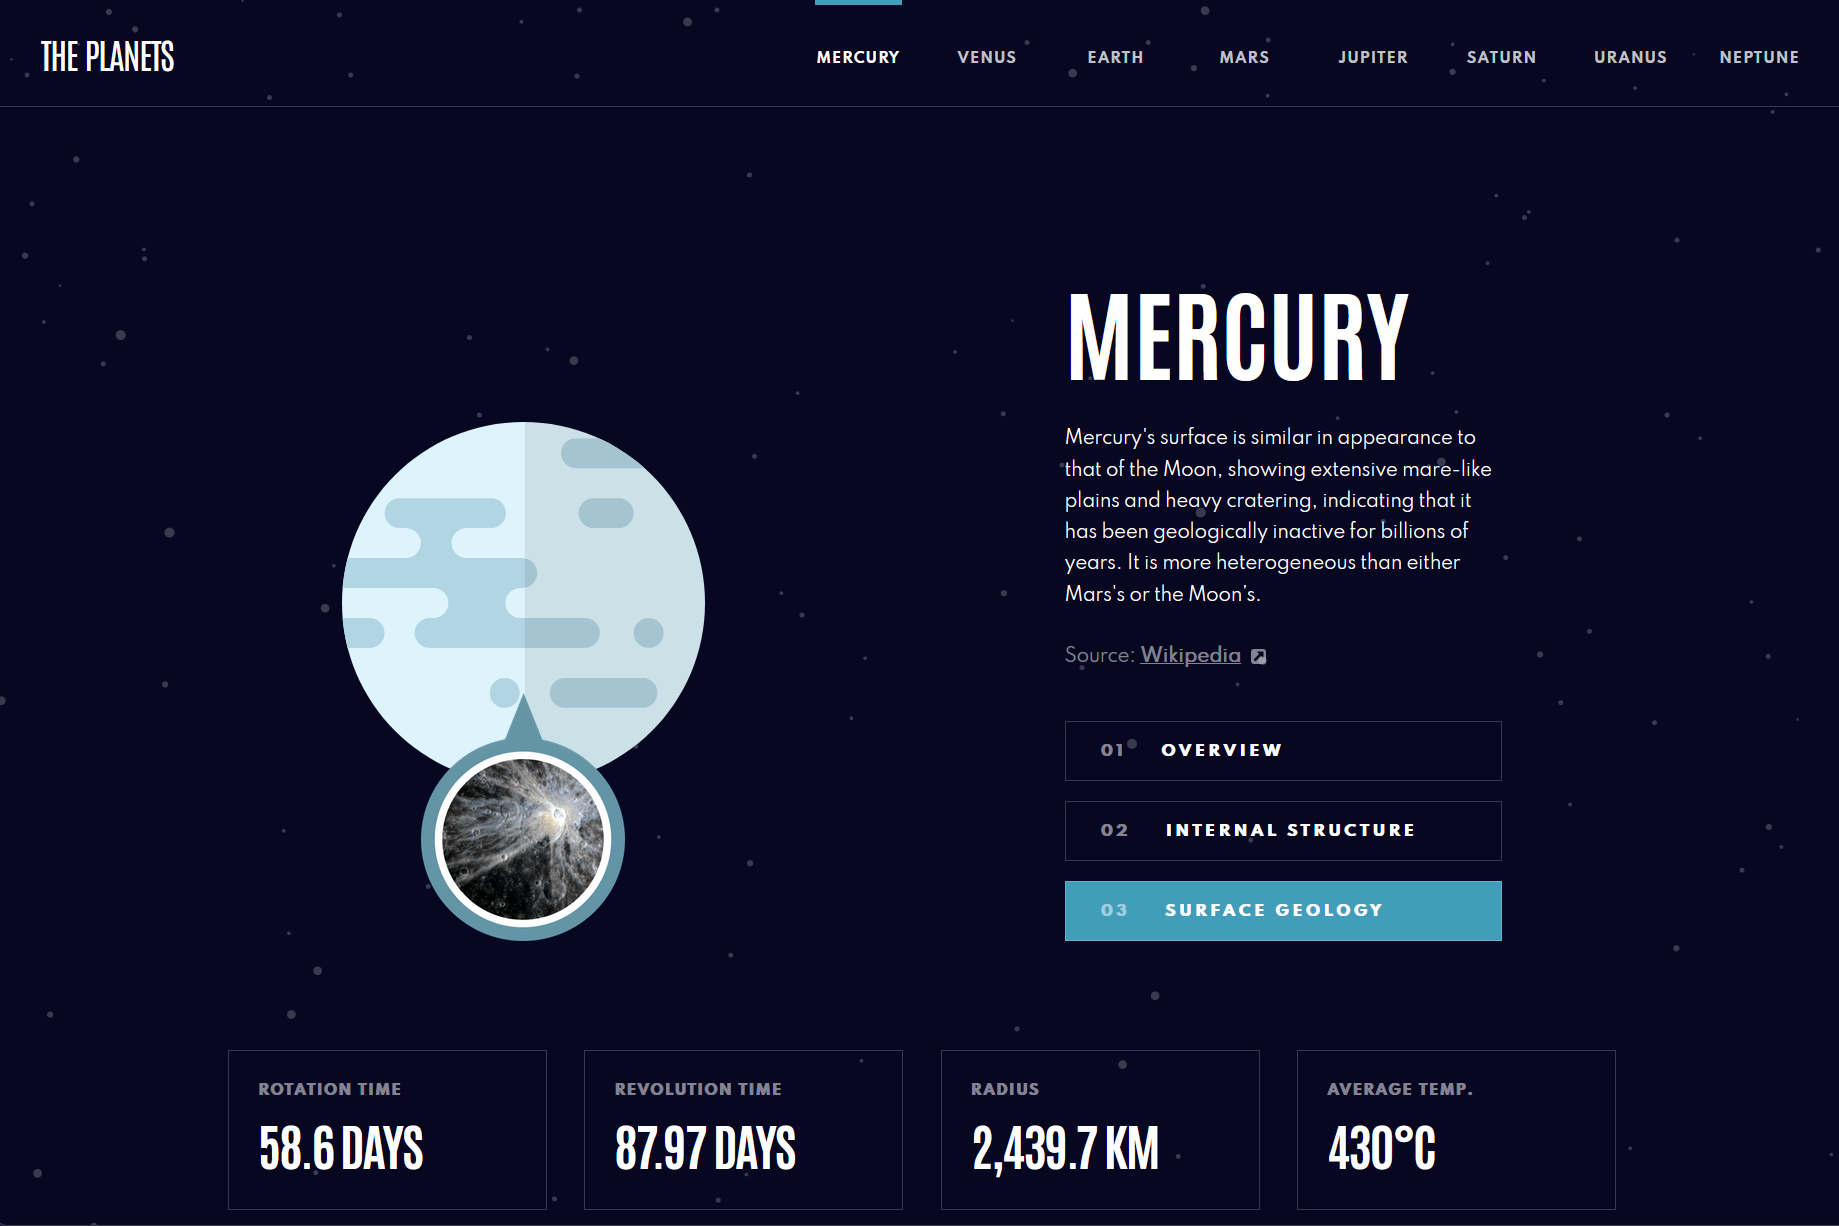 THE PLANETS
MERCURY VENUS EARTH MARS JUPITER SATURN URANUS NEPTUNE
MERCURY
Mercury's surface is similar in appearance to
that of the Moon, showing extensive mare-like
plains and heavy cratering, indicating that it
has been geologically inactive for billions of
years. It is more heterogeneous than either
Mars's or the Moon’s.
Source: Wikipedia
01 OVERVIEW
02 INTERNAL STRUCTURE
03 SURFACE GEOLOGY
ROTATION TIME
58.6 DAYS
REVOLUTION TIME
87.97 DAYS
RADIUS
2,439.7 KM
AVERAGE TEMP.
430°C